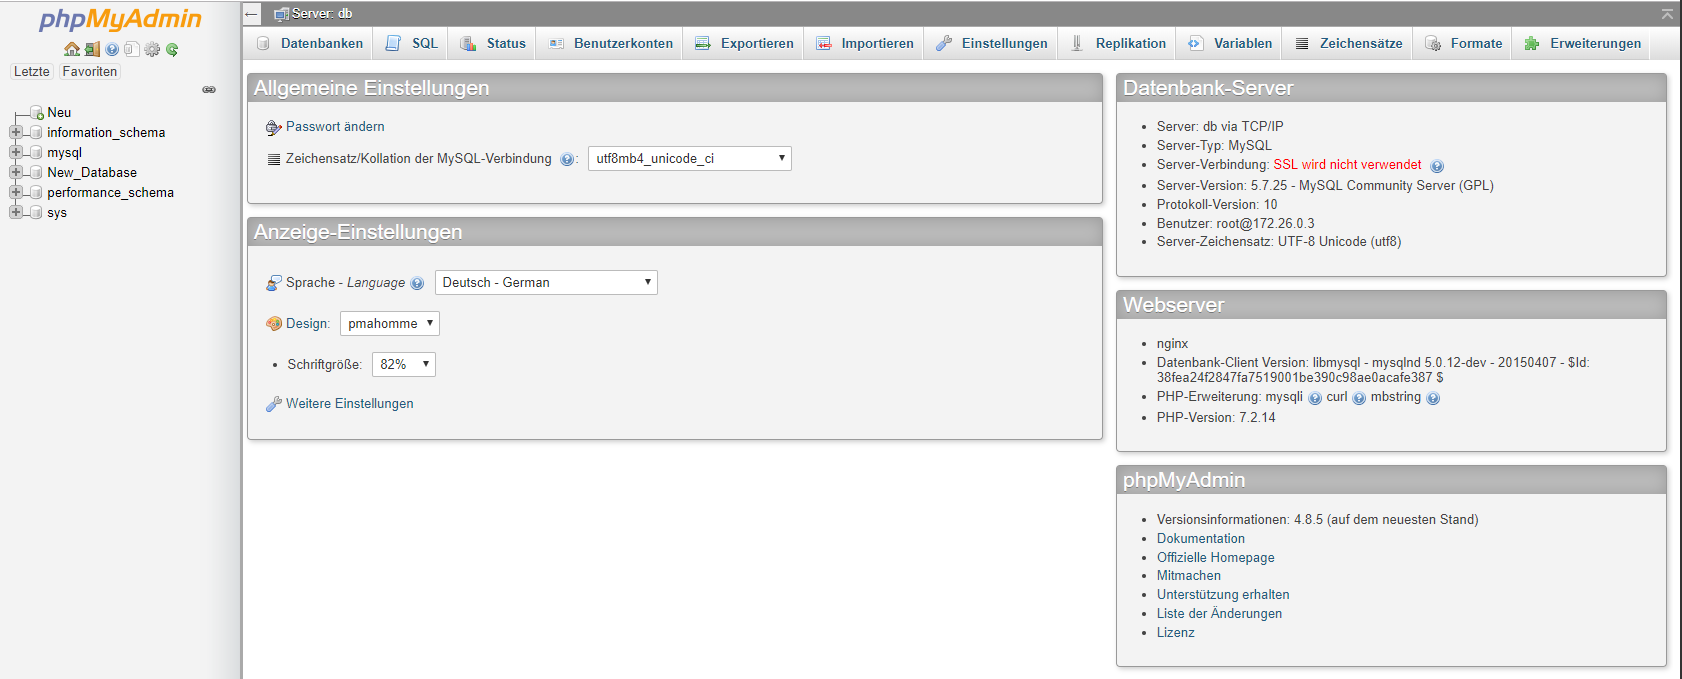 phpMyAdmin
Letzte Favoriten
Neu
information_schema
mysql
New_Database
performance_schema
sys
Server: db
Datenbanken SQL Status Benutzerkonten Exportieren Importieren Einstellungen Replikation Variablen Zeichensätze Formate Erweiterungen
Allgemeine Einstellungen
Passwort ändern
Zeichensatz/Kollation der MySQL-Verbindung : utf8mb4_unicode_ci
Anzeige-Einstellungen
Sprache - Language Deutsch - German
Design: pmahomme
Schriftgröße: 82%
Weitere Einstellungen
Datenbank-Server
Server: db via TCP/IP
Server-Typ: MySQL
Server-Verbindung: SSL wird nicht verwendet
Server-Version: 5.7.25 - MySQL Community Server (GPL)
Protokoll-Version: 10
Benutzer: root@172.26.0.3
Server-Zeichensatz: UTF-8 Unicode (utf8)
Webserver
nginx
Datenbank-Client Version: libmysql - mysqlnd 5.0.12-dev - 20150407 - $Id:
38fea24f2847fa7519001be390c98ae0acafe387 $
PHP-Erweiterung: mysqli curl mbstring
PHP-Version: 7.2.14
phpMyAdmin
Versionsinformationen: 4.8.5 (auf dem neuesten Stand)
Dokumentation
Offizielle Homepage
Mitmachen
Unterstützung erhalten
Liste der Änderungen
Lizenz